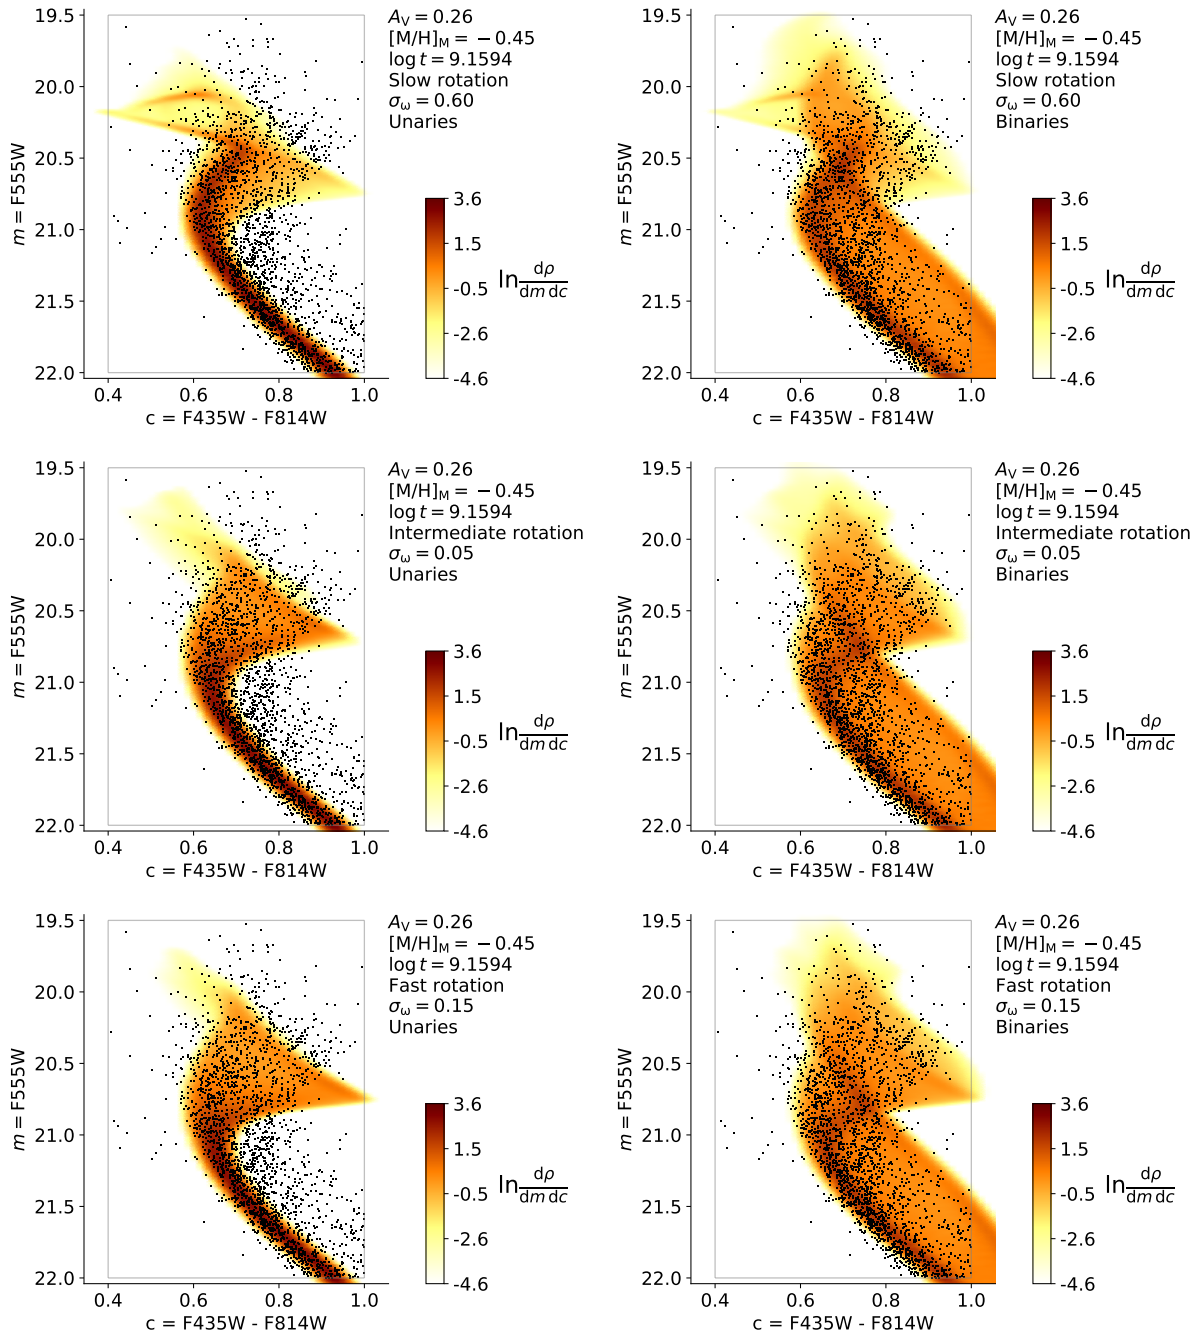 19.5
20.0
20.5
21.0
21.5
22.0
m = F555W
0.4 0.6 0.8 1.0
c = F435W - F814W
A_V = 0.26
[M/H]_M = −0.45
log t = 9.1594
Slow rotation
σ_ω = 0.60
Unaries
3.6
1.5
-0.5
-2.6
-4.6
ln dρ/dm dc
19.5
20.0
20.5
21.0
21.5
22.0
m = F555W
0.4 0.6 0.8 1.0
c = F435W - F814W
A_V = 0.26
[M/H]_M = −0.45
log t = 9.1594
Slow rotation
σ_ω = 0.60
Binaries
3.6
1.5
-0.5
-2.6
-4.6
ln dρ/dm dc
19.5
20.0
20.5
21.0
21.5
22.0
m = F555W
0.4 0.6 0.8 1.0
c = F435W - F814W
A_V = 0.26
[M/H]_M = −0.45
log t = 9.1594
Intermediate rotation
σ_ω = 0.05
Unaries
3.6
1.5
-0.5
-2.6
-4.6
ln dρ/dm dc
19.5
20.0
20.5
21.0
21.5
22.0
m = F555W
0.4 0.6 0.8 1.0
c = F435W - F814W
A_V = 0.26
[M/H]_M = −0.45
log t = 9.1594
Intermediate rotation
σ_ω = 0.05
Binaries
3.6
1.5
-0.5
-2.6
-4.6
ln dρ/dm dc
19.5
20.0
20.5
21.0
21.5
22.0
m = F555W
0.4 0.6 0.8 1.0
c = F435W - F814W
A_V = 0.26
[M/H]_M = −0.45
log t = 9.1594
Fast rotation
σ_ω = 0.15
Unaries
3.6
1.5
-0.5
-2.6
-4.6
ln dρ/dm dc
19.5
20.0
20.5
21.0
21.5
22.0
m = F555W
0.4 0.6 0.8 1.0
c = F435W - F814W
A_V = 0.26
[M/H]_M = −0.45
log t = 9.1594
Fast rotation
σ_ω = 0.15
Binaries
3.6
1.5
-0.5
-2.6
-4.6
ln dρ/dm dc